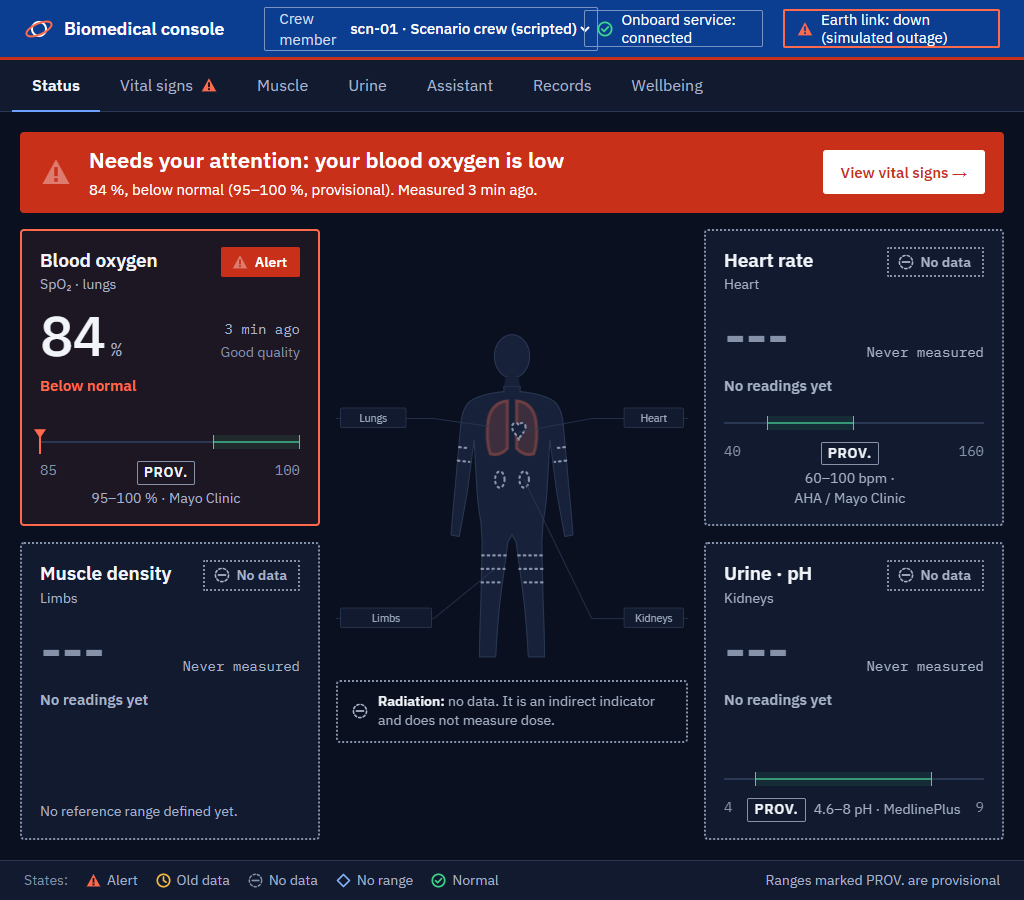 Biomedical console
Crew member
scn-01 · Scenario crew (scripted)
Onboard service: connected
Earth link: down (simulated outage)
Status
Vital signs
Muscle
Urine
Assistant
Records
Wellbeing
Needs your attention: your blood oxygen is low
84 %, below normal (95–100 %, provisional). Measured 3 min ago.
View vital signs →
Blood oxygen
Alert
SpO₂ · lungs
84 %
3 min ago
Good quality
Below normal
85
PROV.
100
95–100 % · Mayo Clinic
Lungs
Heart
Limbs
Kidneys
Heart rate
No data
Heart
---
Never measured
No readings yet
40
PROV.
160
60–100 bpm ·
AHA / Mayo Clinic
Muscle density
No data
Limbs
---
Never measured
No readings yet
No reference range defined yet.
Radiation: no data. It is an indirect indicator
and does not measure dose.
Urine · pH
No data
Kidneys
---
Never measured
No readings yet
4
PROV.
4.6–8 pH · MedlinePlus
9
States:
Alert
Old data
No data
No range
Normal
Ranges marked PROV. are provisional